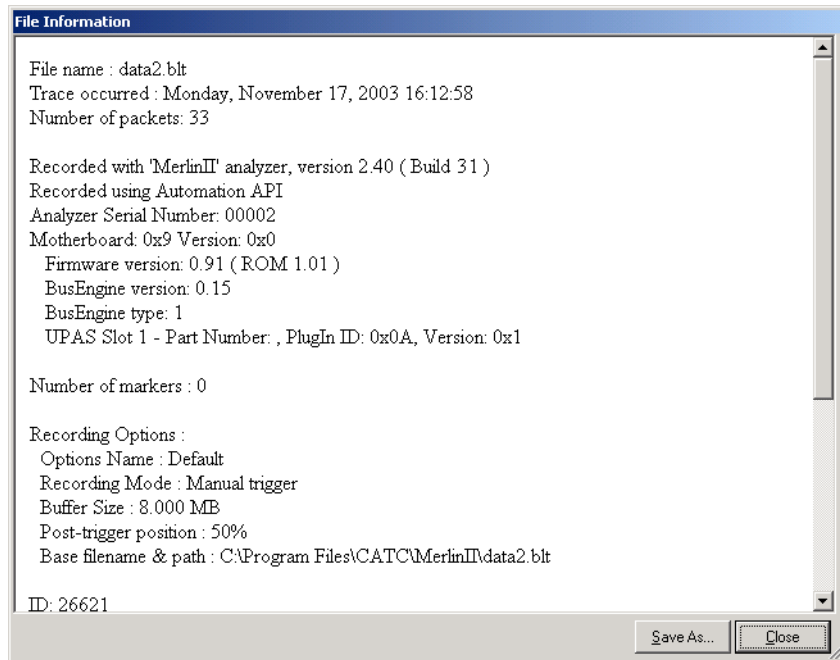 File Information
File name : data2.blt
Trace occurred : Monday, November 17, 2003 16:12:58
Number of packets: 33
Recorded with 'MerlinII' analyzer, version 2.40 ( Build 31 )
Recorded using Automation API
Analyzer Serial Number: 00002
Motherboard: 0x9 Version: 0x0
Firmware version: 0.91 ( ROM 1.01 )
BusEngine version: 0.15
BusEngine type: 1
UPAS Slot 1 - Part Number: , PlugIn ID: 0x0A, Version: 0x1
Number of markers : 0
Recording Options :
Options Name : Default
Recording Mode : Manual trigger
Buffer Size : 8.000 MB
Post-trigger position : 50%
Base filename & path : C:\Program Files\CATC\MerlinII\data2.blt
ID: 26621
Save As... Close